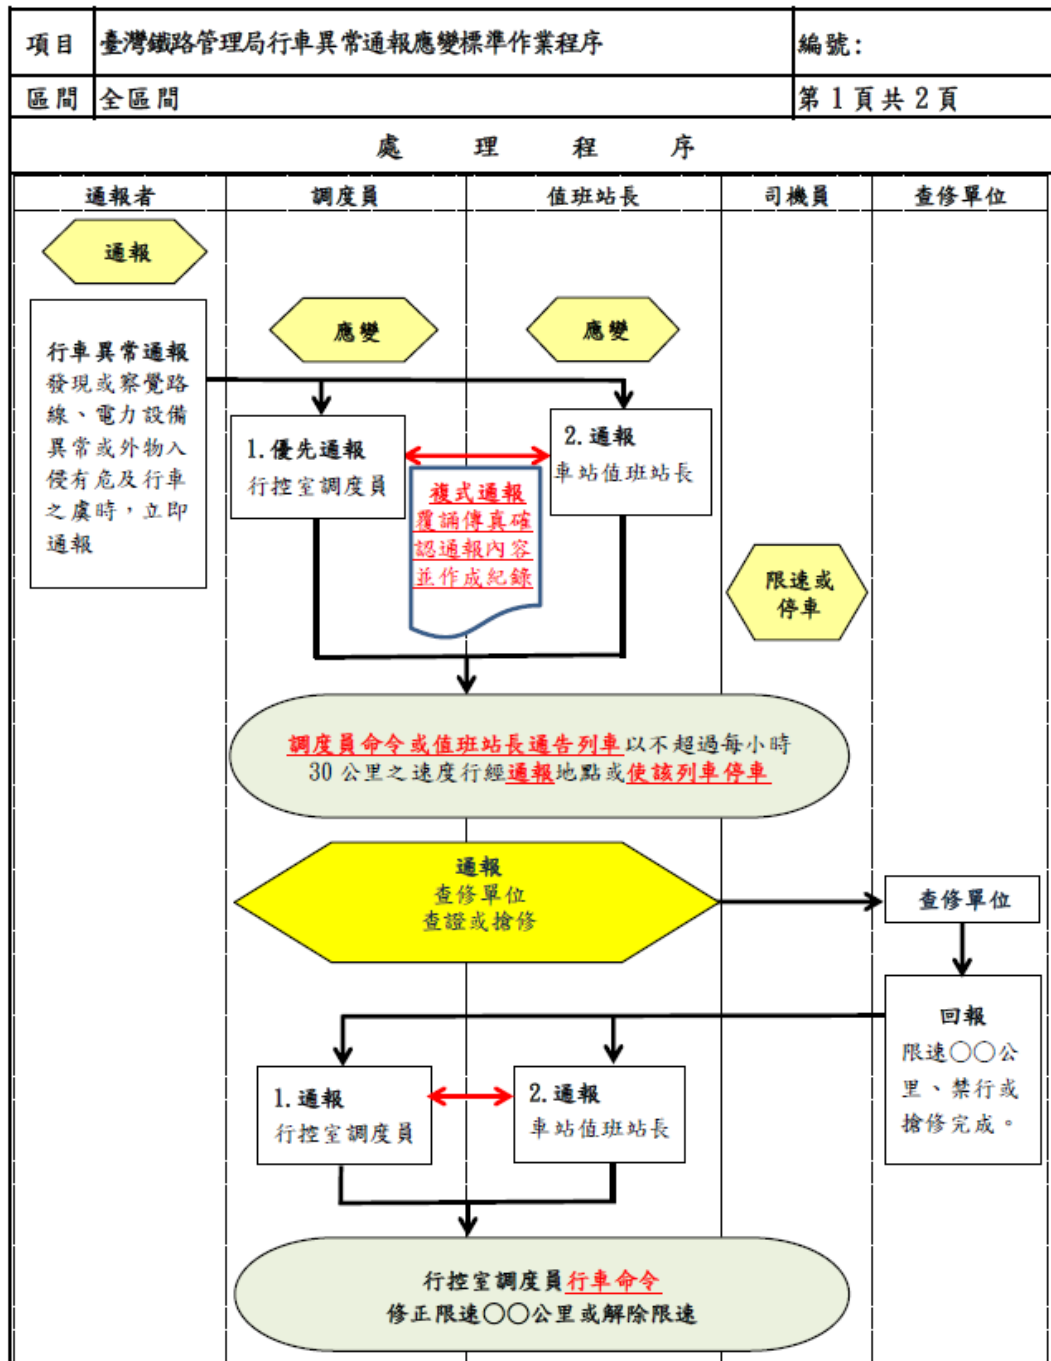 項目 臺灣鐵路管理局行車異常通報應變標準作業程序 編號：
區間 全區間 第 1 頁共 2 頁
處 理 程 序
通報者 調度員 值班站長 司機員 查修單位
通報
應變
應變
行車異常通報
發現或察覺路
線、電力設備
異常或外物入
侵有危及行車
之虞時，立即
通報
1.優先通報
行控室調度員
2.通報
車站值班站長
複式通報
覆誦傳真確
認通報內容
並作成紀錄
限速或
停車
調度員命令或值班站長通告列車以不超過每小時
30 公里之速度行經通報地點或使該列車停車
通報
查修單位
查證或搶修
查修單位
回報
限速○○公
里、禁行或
搶修完成。
1.通報
行控室調度員
2.通報
車站值班站長
行控室調度員行車命令
修正限速○○公里或解除限速